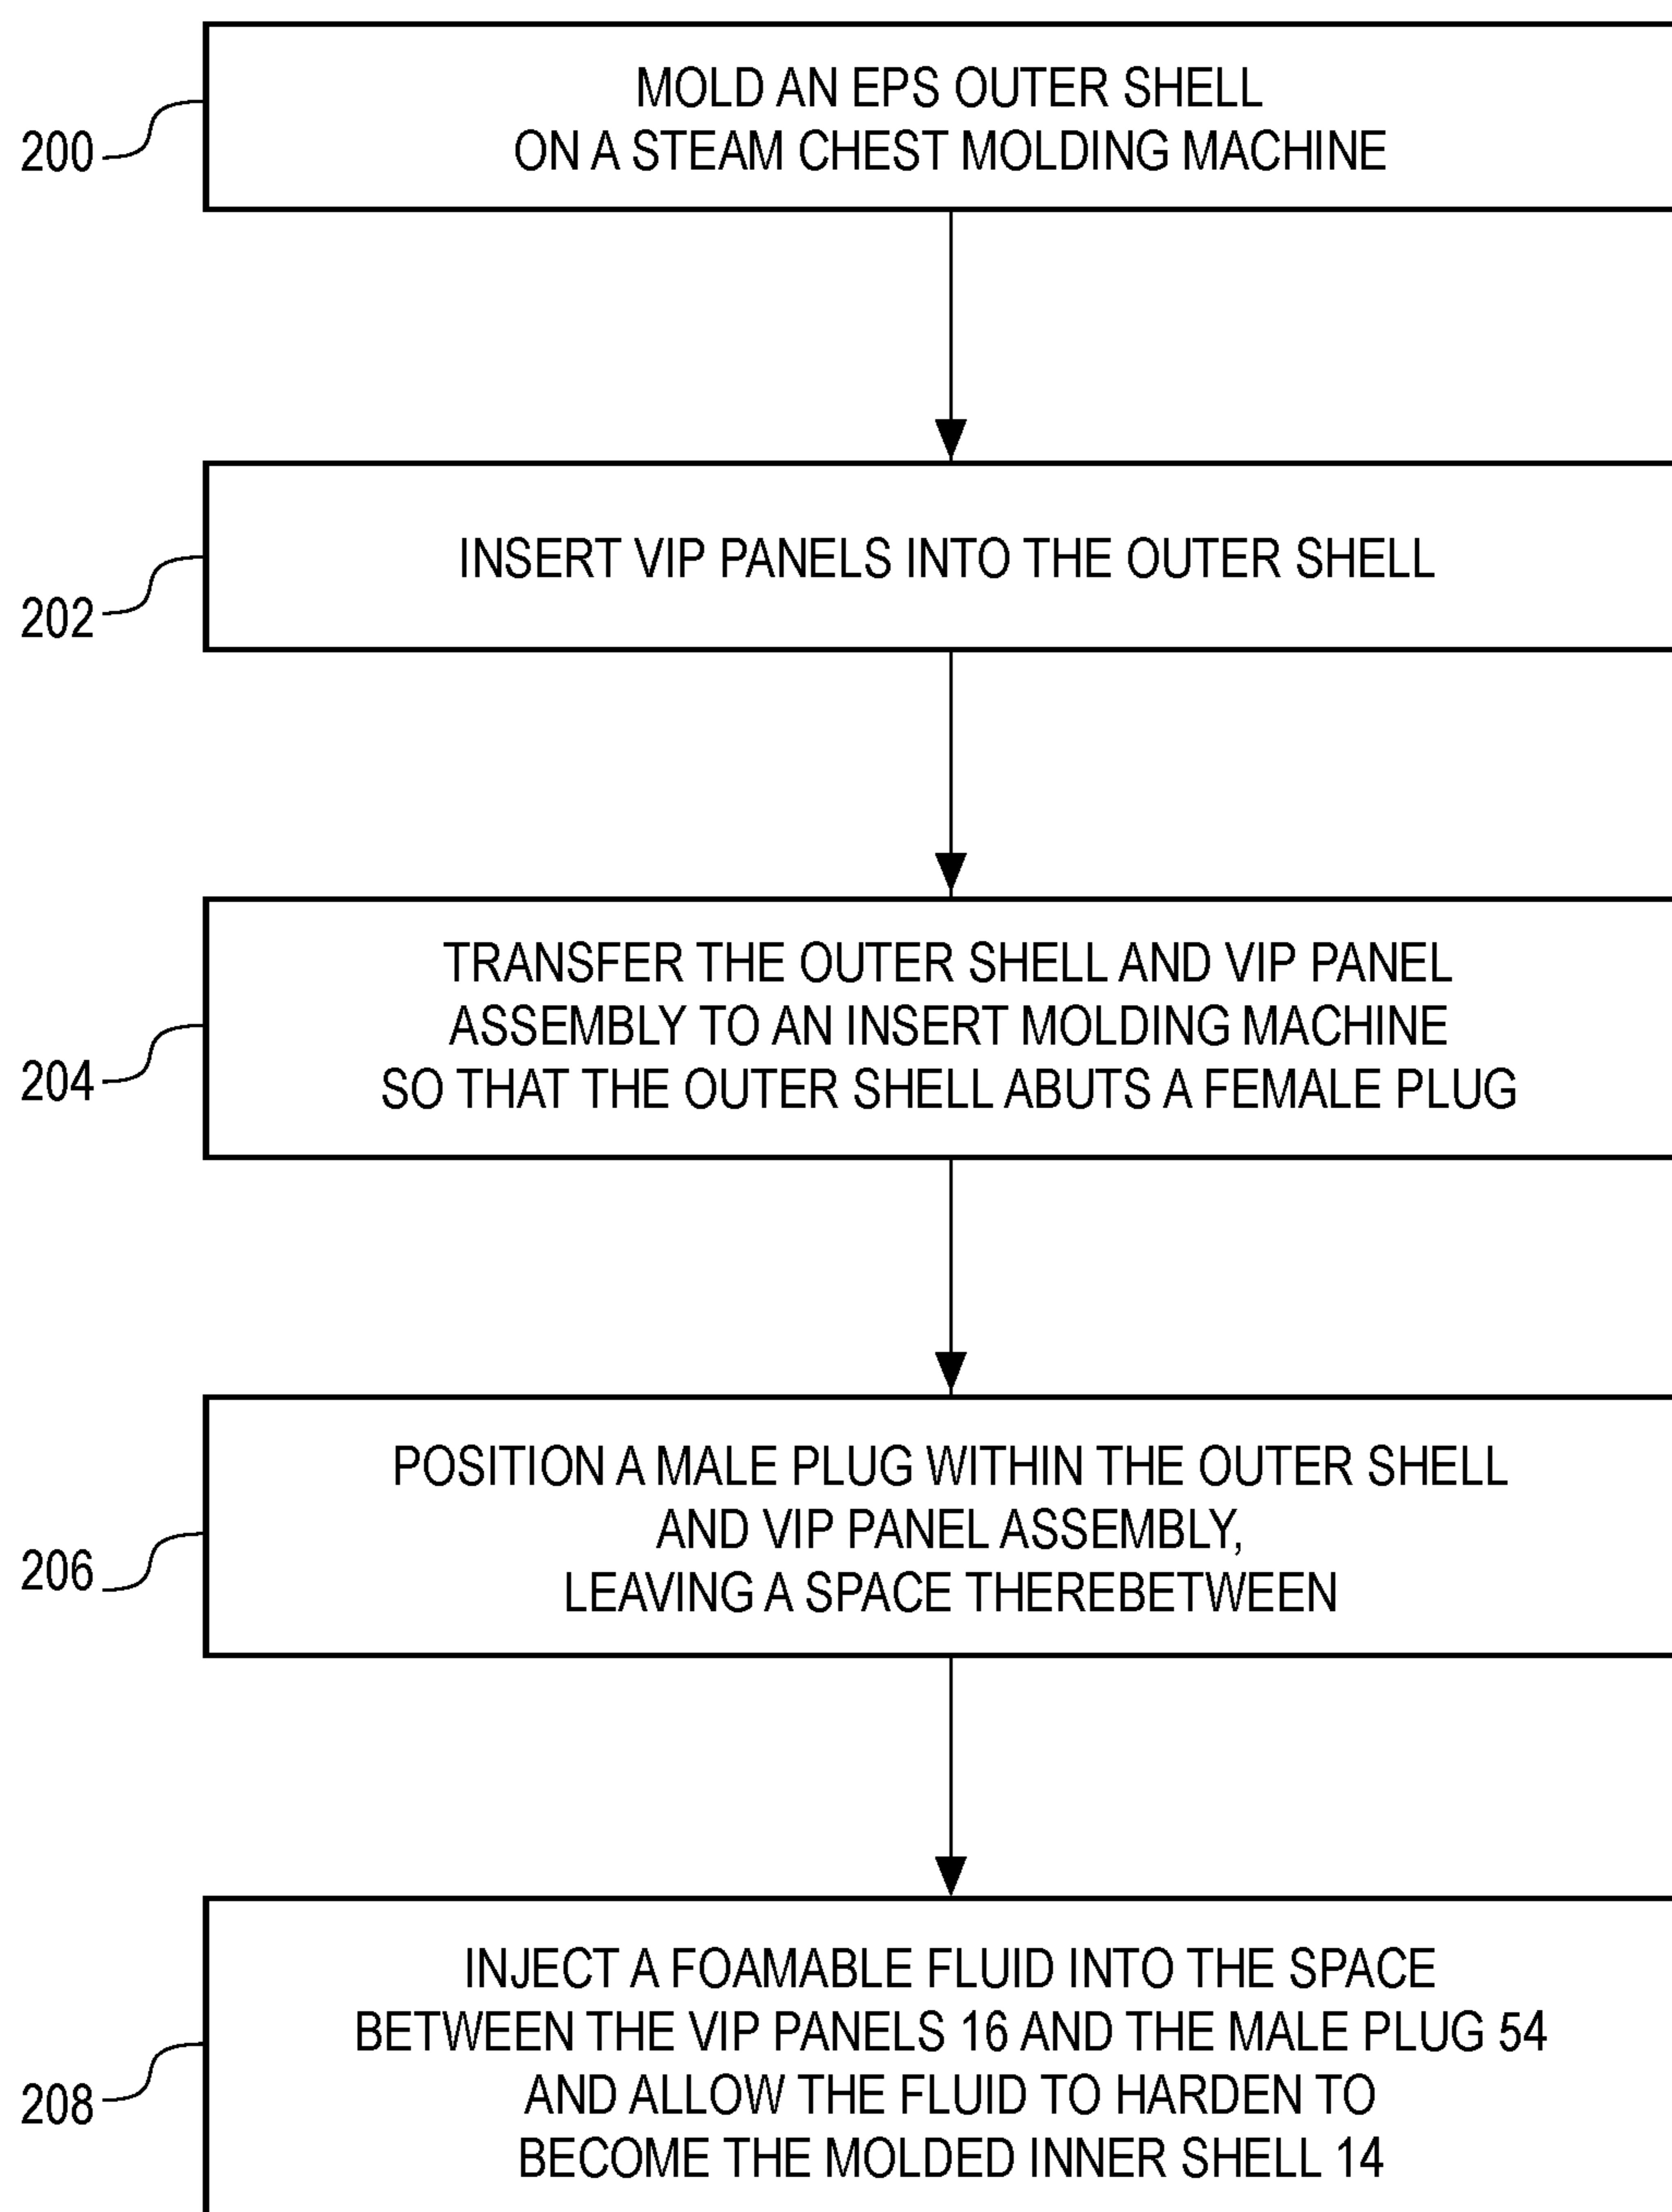 MOLD AN EPS OUTER SHELL
ON A STEAM CHEST MOLDING MACHINE
200
INSERT VIP PANELS INTO THE OUTER SHELL
202
TRANSFER THE OUTER SHELL AND VIP PANEL
ASSEMBLY TO AN INSERT MOLDING MACHINE
SO THAT THE OUTER SHELL ABUTS A FEMALE PLUG
204
POSITION A MALE PLUG WITHIN THE OUTER SHELL
AND VIP PANEL ASSEMBLY,
LEAVING A SPACE THEREBETWEEN
206
INJECT A FOAMABLE FLUID INTO THE SPACE
BETWEEN THE VIP PANELS 16 AND THE MALE PLUG 54
AND ALLOW THE FLUID TO HARDEN TO
BECOME THE MOLDED INNER SHELL 14
208